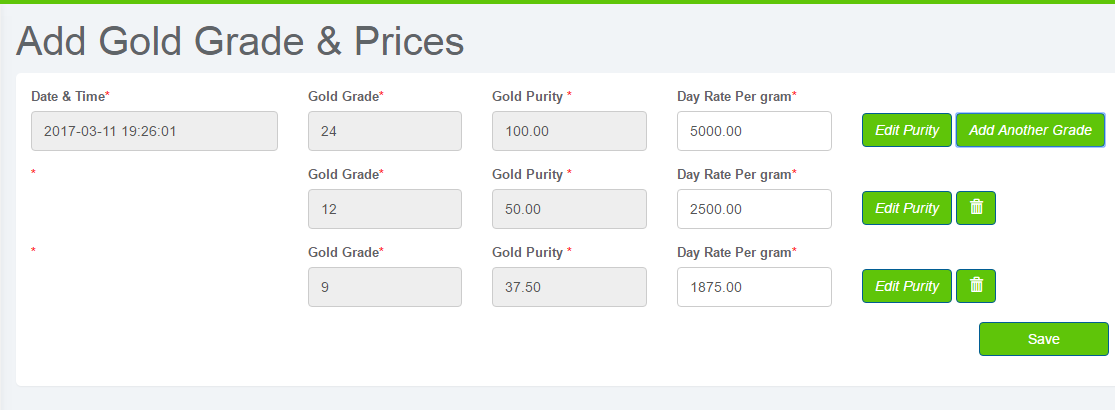 Add Gold Grade & Prices
Date & Time* Gold Grade* Gold Purity * Day Rate Per gram*
2017-03-11 19:26:01 24 100.00 5000.00 Edit Purity Add Another Grade
* Gold Grade* Gold Purity * Day Rate Per gram*
12 50.00 2500.00 Edit Purity
* Gold Grade* Gold Purity * Day Rate Per gram*
9 37.50 1875.00 Edit Purity
Save